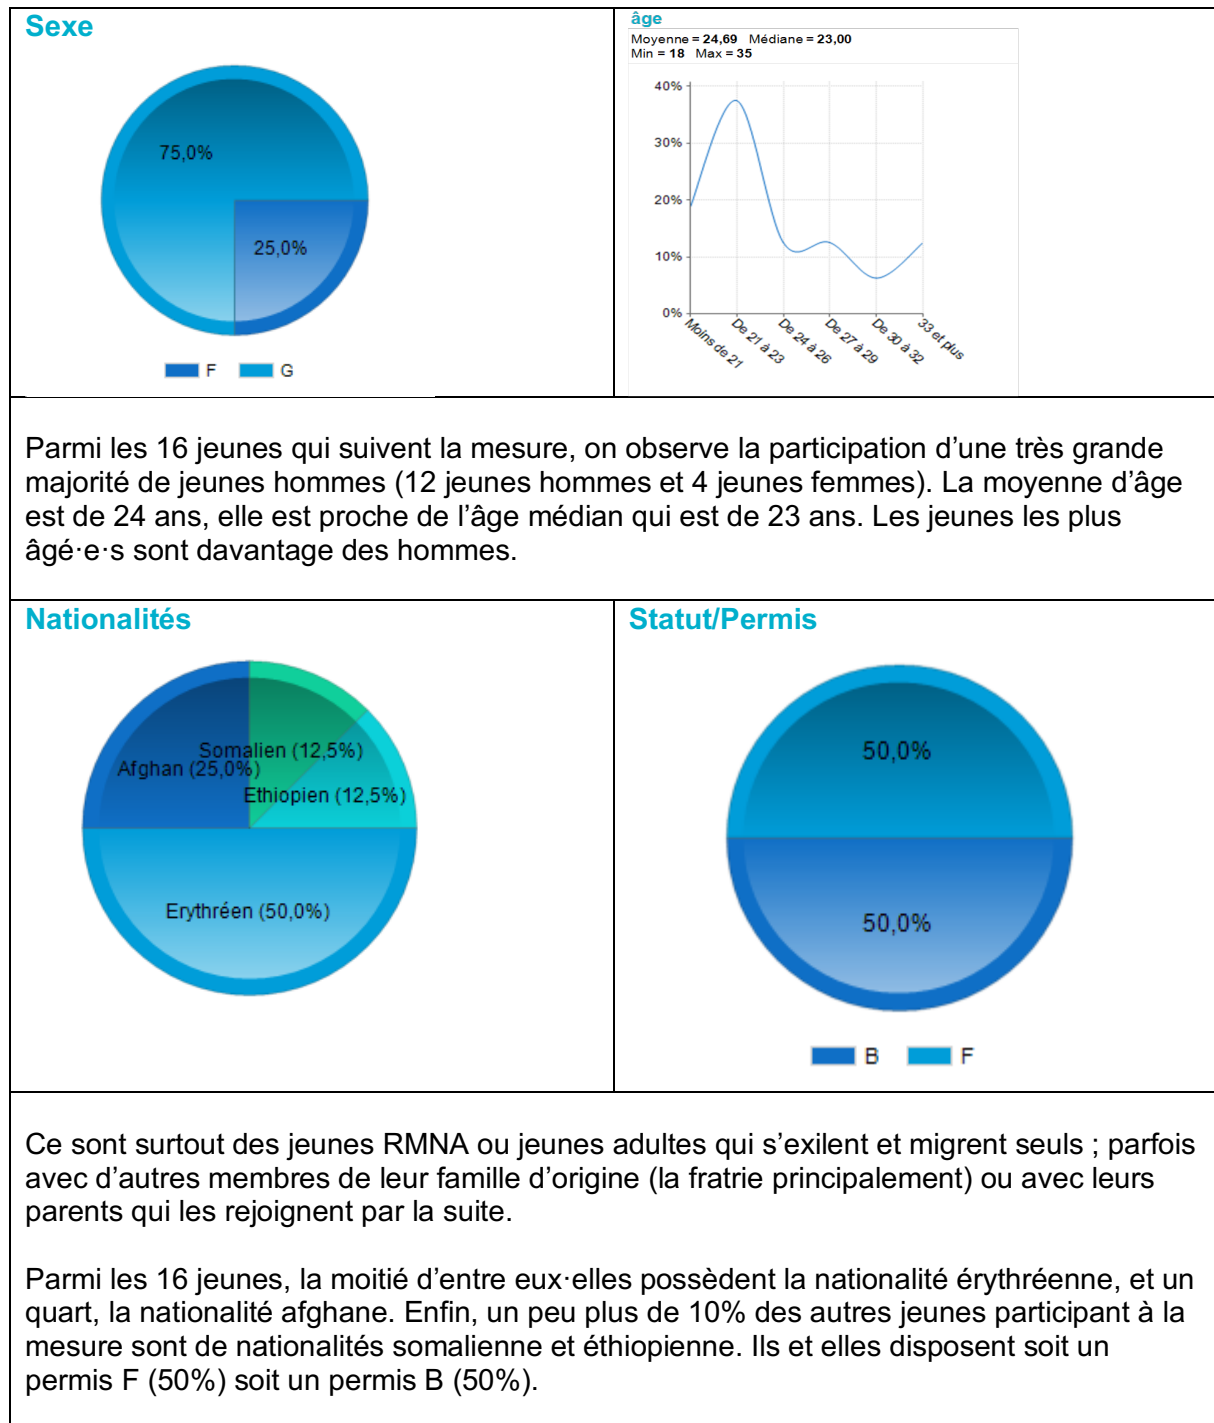 Sexe
75,0%
25,0%
F G
âge
Moyenne = 24,69 Médiane = 23,00
Min = 18 Max = 35
40%
30%
20%
10%
0%
Moins de 21
De 21 à 23
De 24 à 26
De 27 à 29
De 30 à 32
33 et plus
Parmi les 16 jeunes qui suivent la mesure, on observe la participation d’une très grande
majorité de jeunes hommes (12 jeunes hommes et 4 jeunes femmes). La moyenne d’âge
est de 24 ans, elle est proche de l’âge médian qui est de 23 ans. Les jeunes les plus
âgé·e·s sont davantage des hommes.
Nationalités
Somalien (12,5%)
Afghan (25,0%)
Ethiopien (12,5%)
Erythréen (50,0%)
Statut/Permis
50,0%
50,0%
B F
Ce sont surtout des jeunes RMNA ou jeunes adultes qui s’exilent et migrent seuls ; parfois
avec d’autres membres de leur famille d’origine (la fratrie principalement) ou avec leurs
parents qui les rejoignent par la suite.
Parmi les 16 jeunes, la moitié d’entre eux·elles possèdent la nationalité érythréenne, et un
quart, la nationalité afghane. Enfin, un peu plus de 10% des autres jeunes participant à la
mesure sont de nationalités somalienne et éthiopienne. Ils et elles disposent soit un
permis F (50%) soit un permis B (50%).